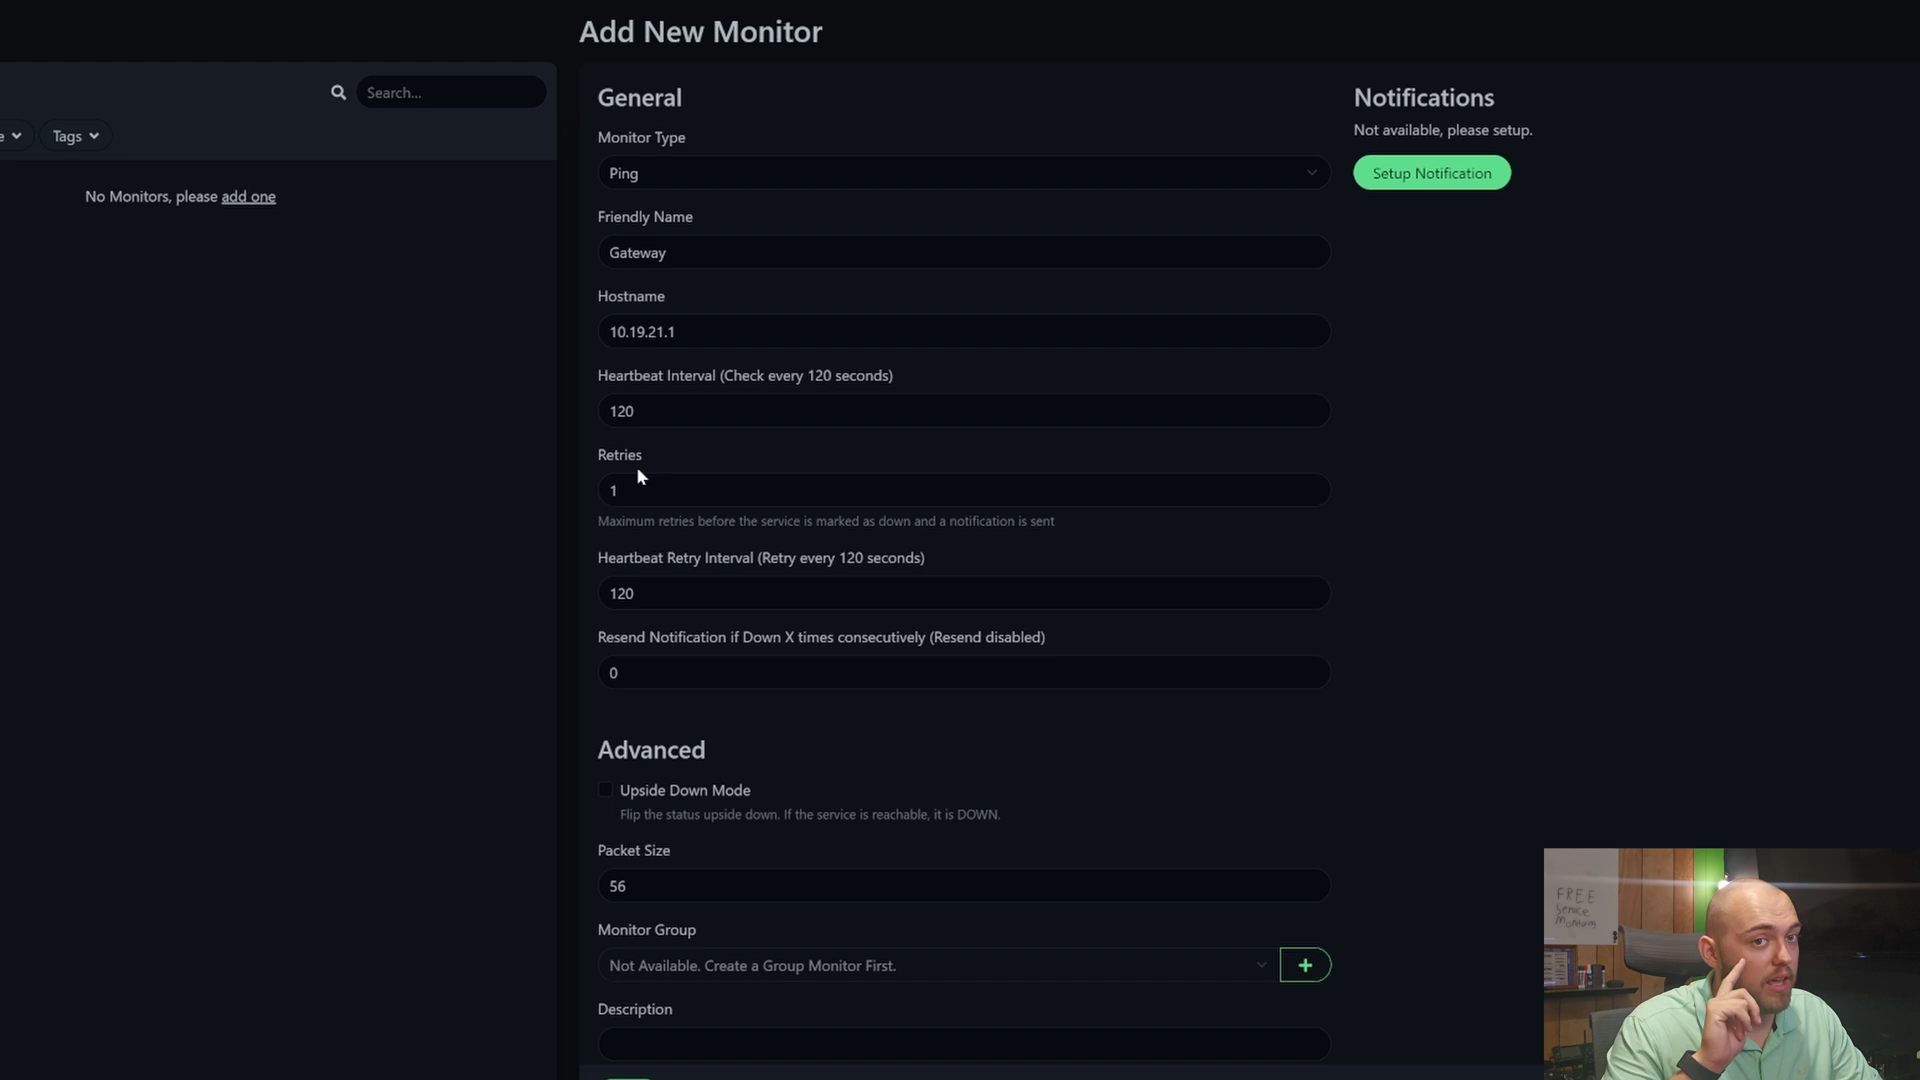 Add New Monitor
Search...
e
Tags
No Monitors, please add one
General
Monitor Type
Ping
Friendly Name
Gateway
Hostname
10.19.21.1
Heartbeat Interval (Check every 120 seconds)
120
Retries
1
Maximum retries before the service is marked as down and a notification is sent
Heartbeat Retry Interval (Retry every 120 seconds)
120
Resend Notification if Down X times consecutively (Resend disabled)
0
Advanced
Upside Down Mode
Flip the status upside down. If the service is reachable, it is DOWN.
Packet Size
56
Monitor Group
Not Available. Create a Group Monitor First.
+
Description
Notifications
Not available, please setup.
Setup Notification
FREE
Service